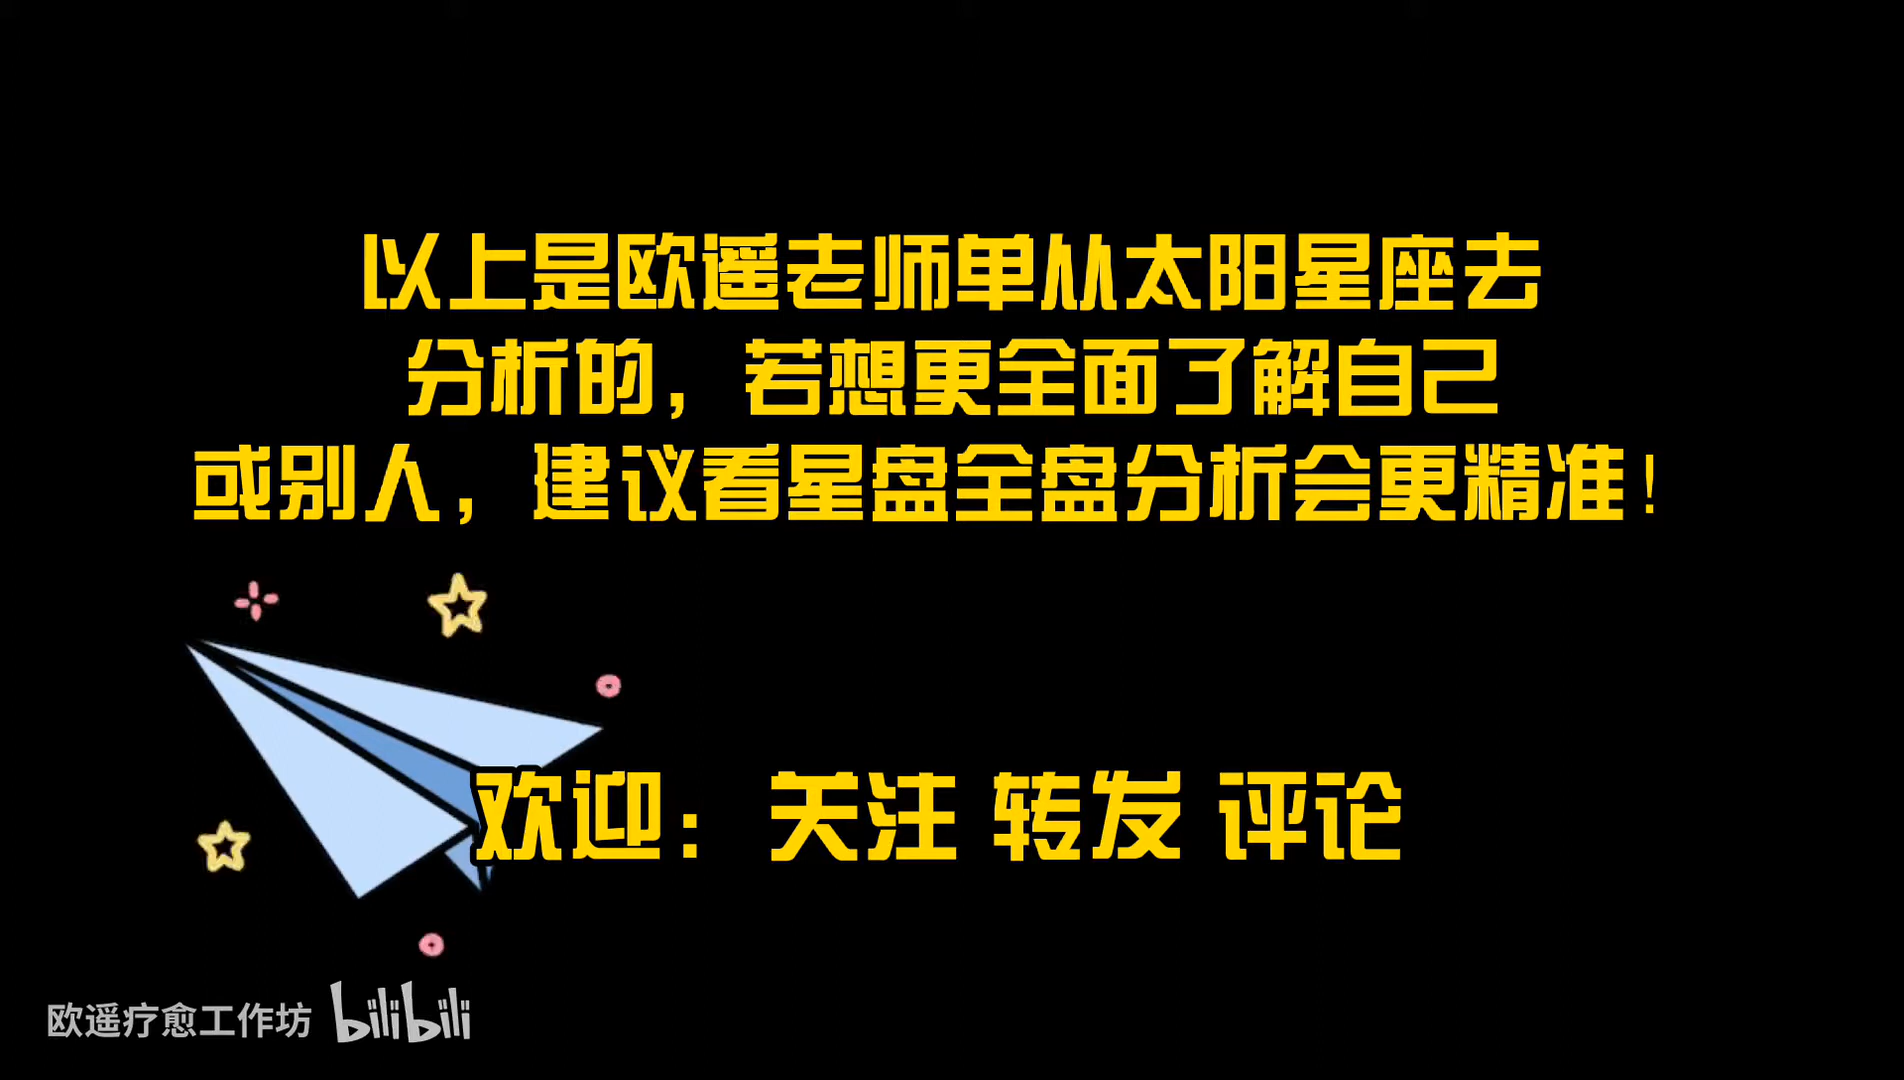 以上是欧遥老师单从太阳星座去
分析的，若想更全面了解自己
或别人，建议看星盘全盘分析会更精准！
欢迎：关注 转发 评论
欧遥疗愈工作坊 bilibili